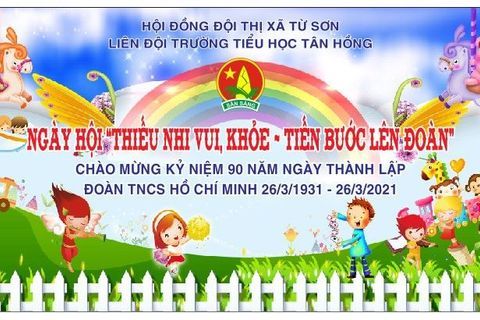 HỘI ĐỒNG ĐỘI THỊ XÃ TỪ SƠN
LIÊN ĐỘI TRƯỜNG TIỂU HỌC TÂN HỒNG
SẴN SÀNG
NGÀY HỘI "THIẾU NHI VUI, KHỎE - TIẾN BƯỚC LÊN ĐOÀN"
CHÀO MỪNG KỶ NIỆM 90 NĂM NGÀY THÀNH LẬP
ĐOÀN TNCS HỒ CHÍ MINH 26/3/1931 - 26/3/2021